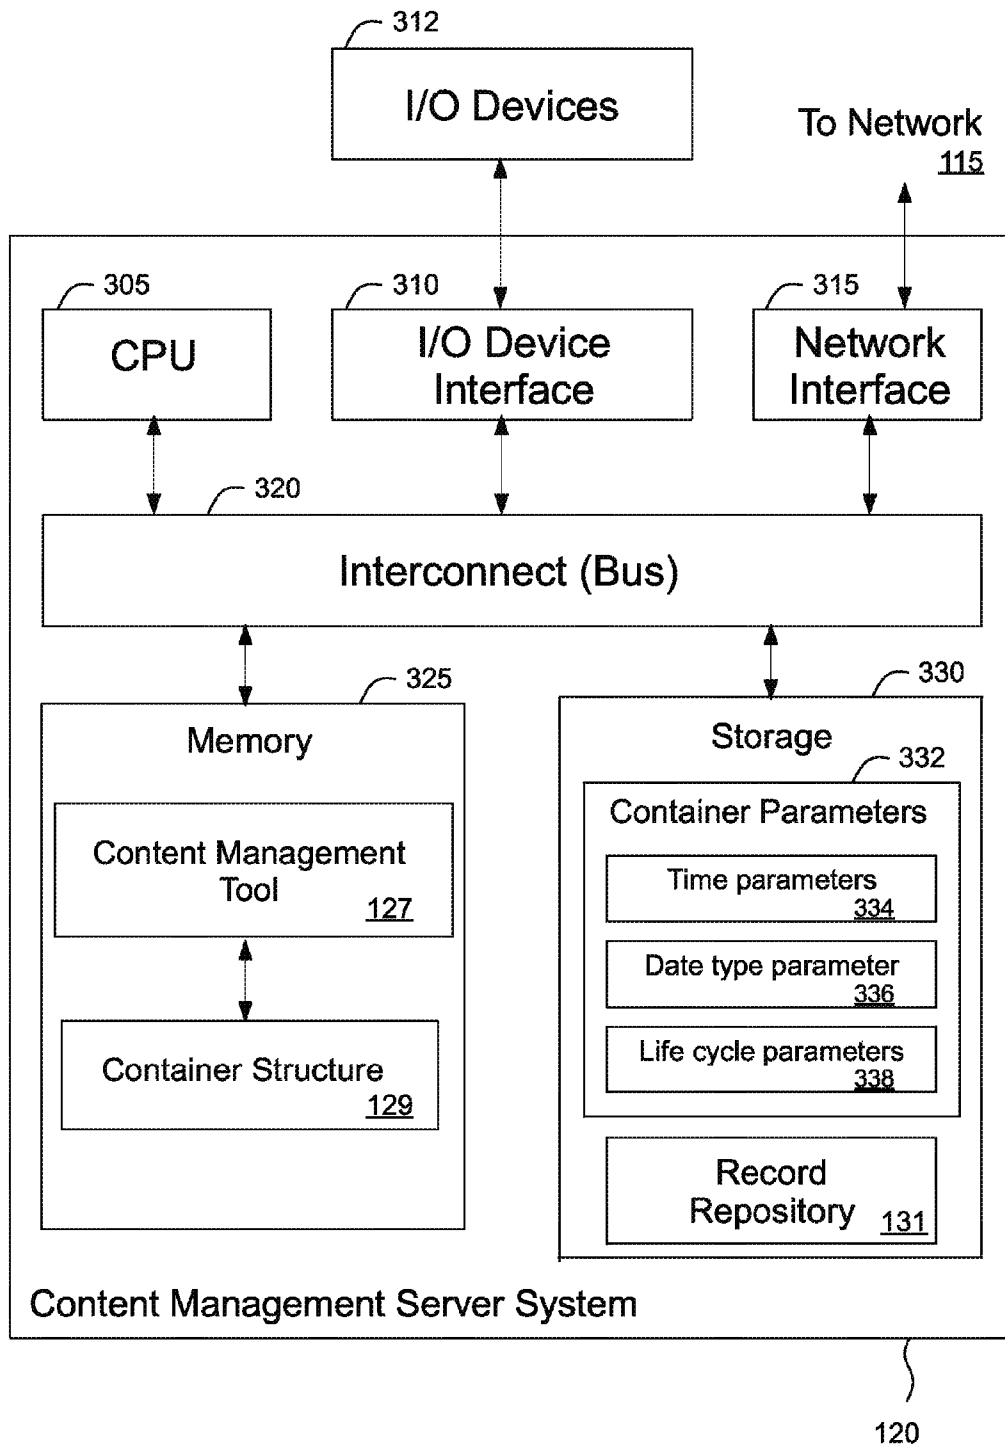 312
I/O Devices
To Network
115
305
310
315
CPU
I/O Device
Interface
Network
Interface
320
Interconnect (Bus)
325
330
Memory
Storage
332
Container Parameters
Content Management
Tool
127
Time parameters
334
Date type parameter
336
Container Structure
129
Life cycle parameters
338
Record
Repository
131
Content Management Server System
120